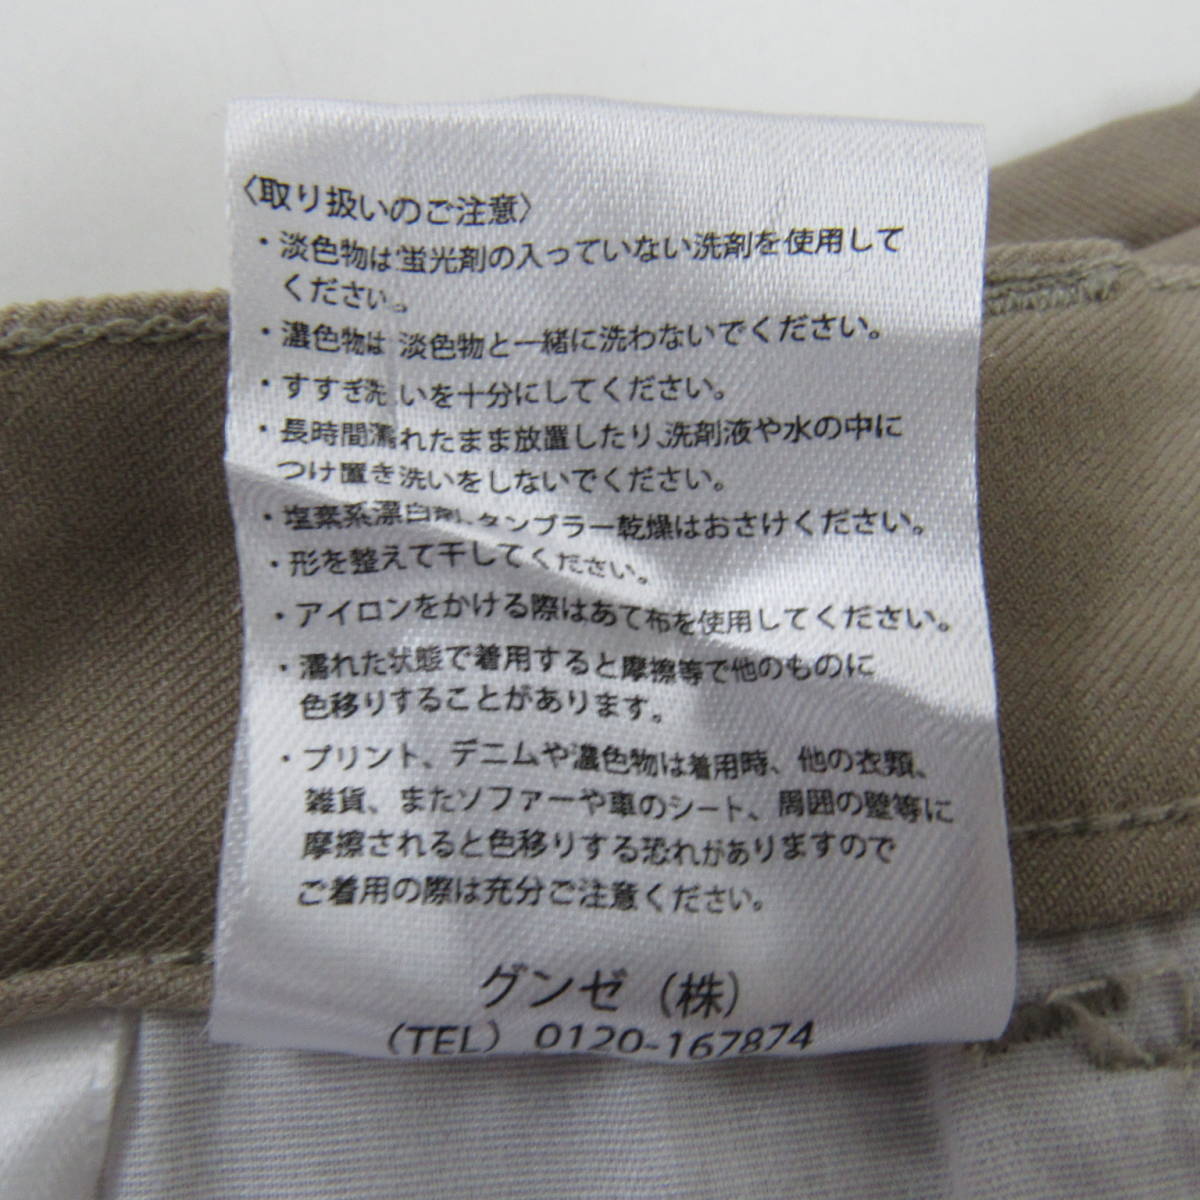 〈取り扱いのご注意〉
・淡色物は蛍光剤の入っていない洗剤を使用して
ください。
・濃色物は 淡色物と一緒に洗わないでください。
・すすぎ洗いを十分にしてください。
・長時間濡れたまま放置したり、洗剤液や水の中に
つけ置き洗いをしないでください。
・塩素系漂白剤、タンブラー乾燥はおさけください。
・形を整えて干してください。
・アイロンをかける際はあて布を使用してください。
・濡れた状態で着用すると摩擦等で他のものに
色移りすることがあります。
・プリント、デニムや濃色物は着用時、他の衣類、
雑貨、またソファーや車のシート、周囲の壁等に
摩擦されると色移りする恐れがありますので
ご着用の際は充分ご注意ください。
グンゼ（株）
（TEL）0120-167874